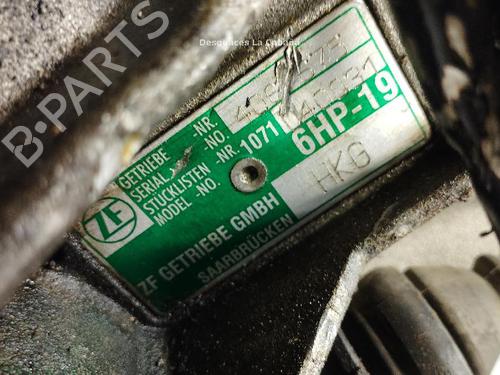 Desguaces La Cabana
B-PARTS
GETRIEBE -NR.
SERIAL -NO.
STUCKLISTEN -NR. 1071
MODEL -NO.
6HP-19
HKG
ZF
ZF GETRIEBE GMBH
SAARBRÜCKEN